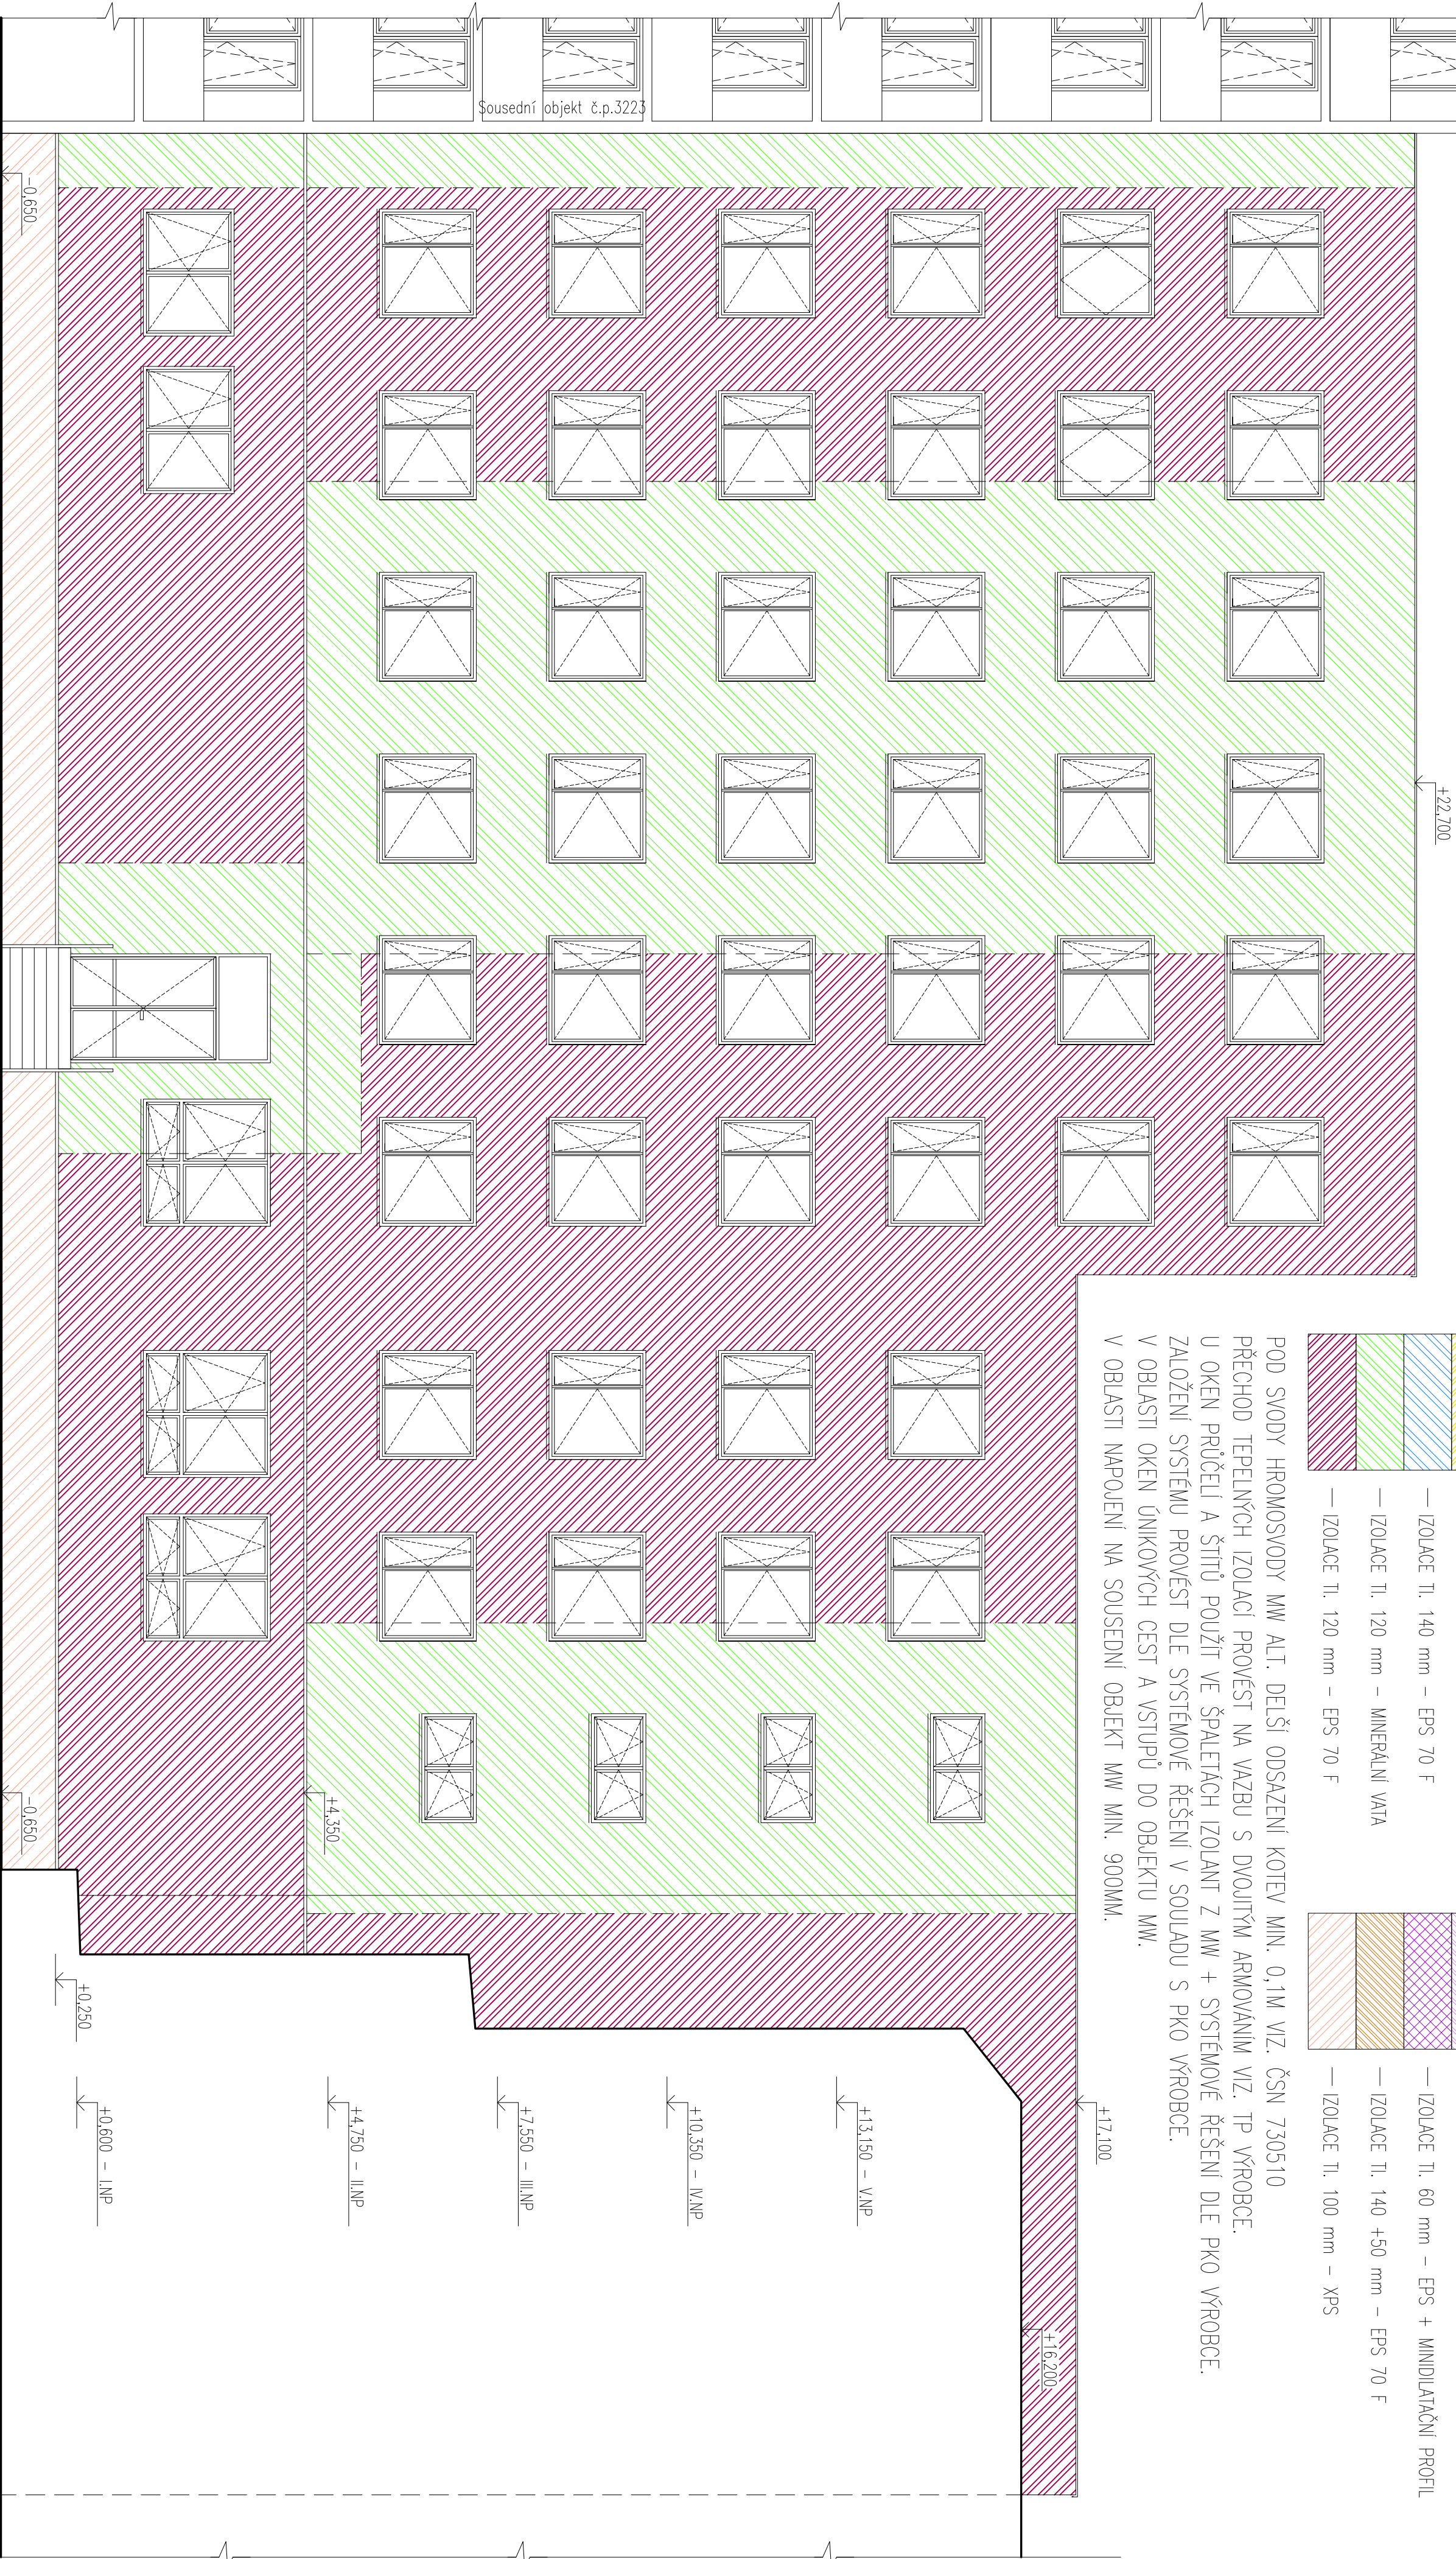 Sousední objekt č.p.3223
-0,650
+22,700
— IZOLACE Tl. 140 mm – EPS 70 F
— IZOLACE Tl. 120 mm – MINERÁLNÍ VATA
— IZOLACE Tl. 120 mm – EPS 70 F
— IZOLACE Tl. 60 mm – EPS + MINIDILATAČNÍ PROFIL
— IZOLACE Tl. 140 +50 mm – EPS 70 F
— IZOLACE Tl. 100 mm – XPS
POD SVODY HROMOSVODY MW ALT. DELŠÍ ODSAZENÍ KOTEV MIN. 0,1M VIZ. ČSN 730510
PŘECHOD TEPELNÝCH IZOLACÍ PROVÉST NA VAZBU S DVOJITÝM ARMOVÁNÍM VIZ. TP VÝROBCE.
U OKEN PRŮČELÍ A ŠTÍTŮ POUŽÍT VE ŠPALETÁCH IZOLANT Z MW + SYSTÉMOVÉ ŘEŠENÍ DLE PKO VÝROBCE.
ZALOŽENÍ SYSTÉMU PROVÉST DLE SYSTÉMOVÉ ŘEŠENÍ V SOULADU S PKO VÝROBCE.
V OBLASTI OKEN ÚNIKOVÝCH CEST A VSTUPŮ DO OBJEKTU MW.
V OBLASTI NAPOJENÍ NA SOUSEDNÍ OBJEKT MW MIN. 900MM.
+17,100
+16,200
+13,150 – V.NP
+10,350 – IV.NP
+7,550 – III.NP
+4,750 – II.NP
+4,350
+0,600 – I.NP
+0,250
-0,650